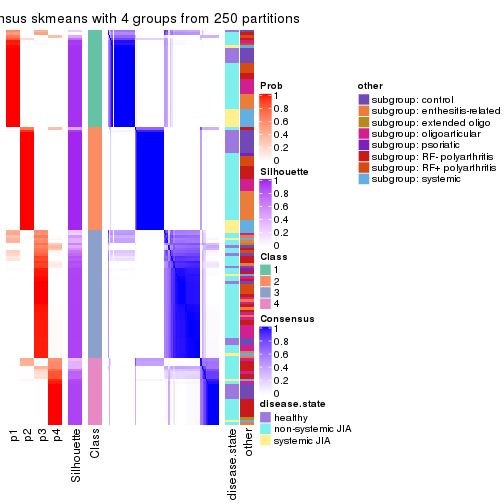 nsus skmeans with 4 groups from 250 partitions
Prob
1
0.8
0.6
0.4
0.2
0
Silhouette
1
0.8
0.6
0.4
0.2
0
Class
1
2
3
4
Consensus
1
0.8
0.6
0.4
0.2
0
disease.state
healthy
non-systemic JIA
systemic JIA
other
subgroup: control
subgroup: enthesitis-related
subgroup: extended oligo
subgroup: oligoarticular
subgroup: psoriatic
subgroup: RF- polyarthritis
subgroup: RF+ polyarthritis
subgroup: systemic
p1
p2
p3
p4
Silhouette
Class
disease.state
other